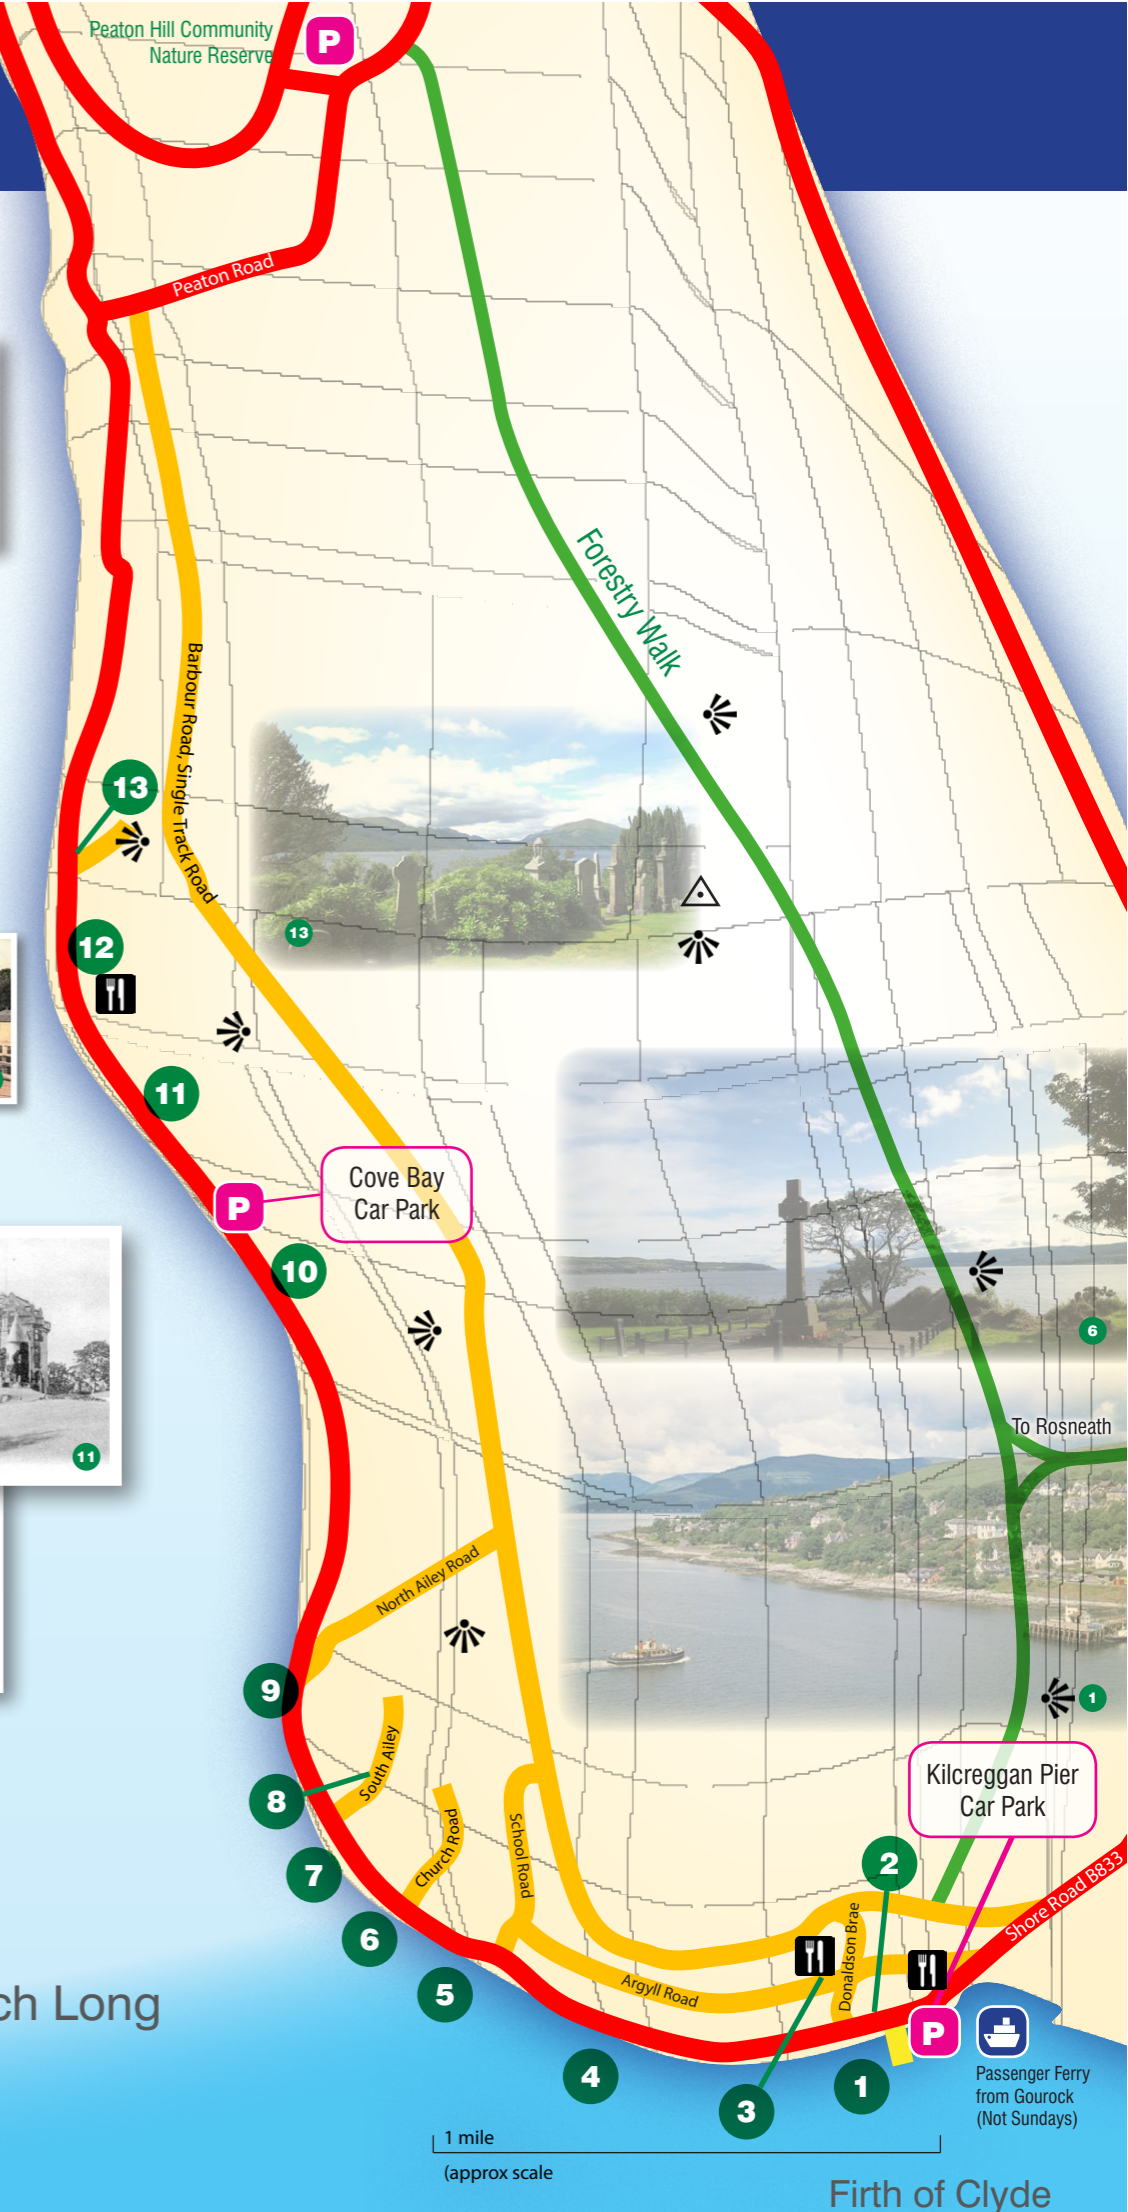 Peaton Hill Community
Nature Reserve
P
Peaton Road
Forestry Walk
Barbour Road, Single Track Road
13
13
12
11
Cove Bay
Car Park
P
10
6
To Rosneath
11
North Ailey Road
9
1
South Ailey
8
Kilcreggan Pier
Car Park
Church Road
School Road
7
2
Shore Road B833
6
Donaldson Brae
5
Argyll Road
ch Long
P
4
1
3
Passenger Ferry
from Gourock
(Not Sundays)
1 mile
(approx scale
Firth of Clyde